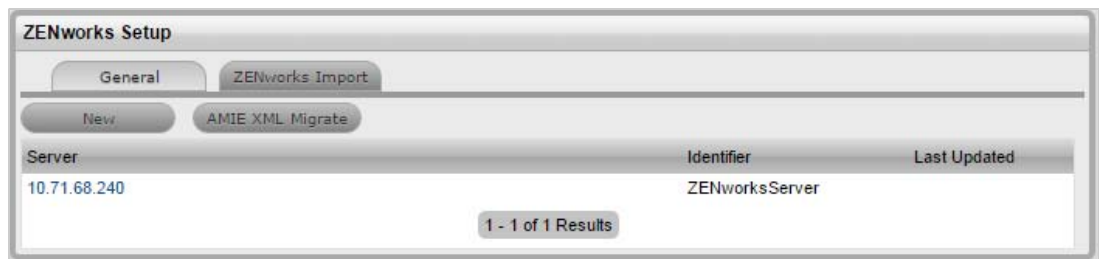 ZENworks Setup
General ZENworks Import
New AMIE XML Migrate
Server Identifier Last Updated
10.71.68.240 ZENworksServer
1 - 1 of 1 Results